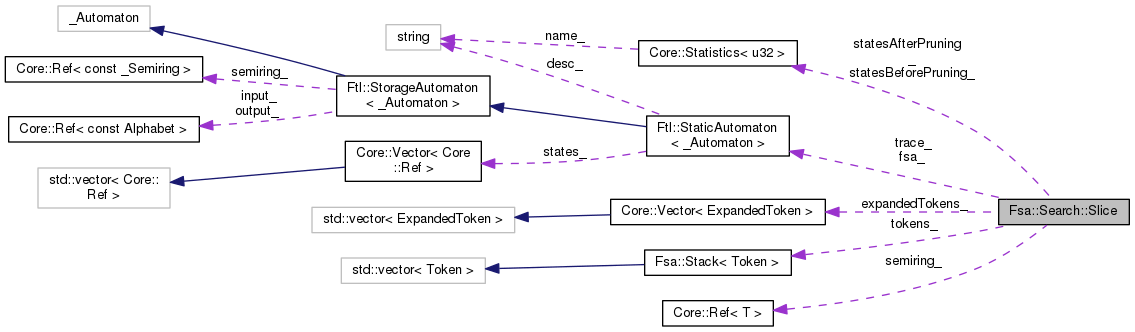 _Automaton
string
name_
Core::Statistics< u32 >
statesAfterPruning
_
statesBeforePruning_
Core::Ref< const _Semiring >
semiring_
desc_
Ftl::StorageAutomaton
< _Automaton >
input_
output_
Core::Ref< const Alphabet >
Ftl::StaticAutomaton
< _Automaton >
trace_
fsa_
states_
Core::Vector< Core
::Ref >
std::vector< Core::
Ref >
std::vector< ExpandedToken >
Core::Vector< ExpandedToken >
expandedTokens_
Fsa::Search::Slice
tokens_
std::vector< Token >
Fsa::Stack< Token >
semiring_
Core::Ref< T >